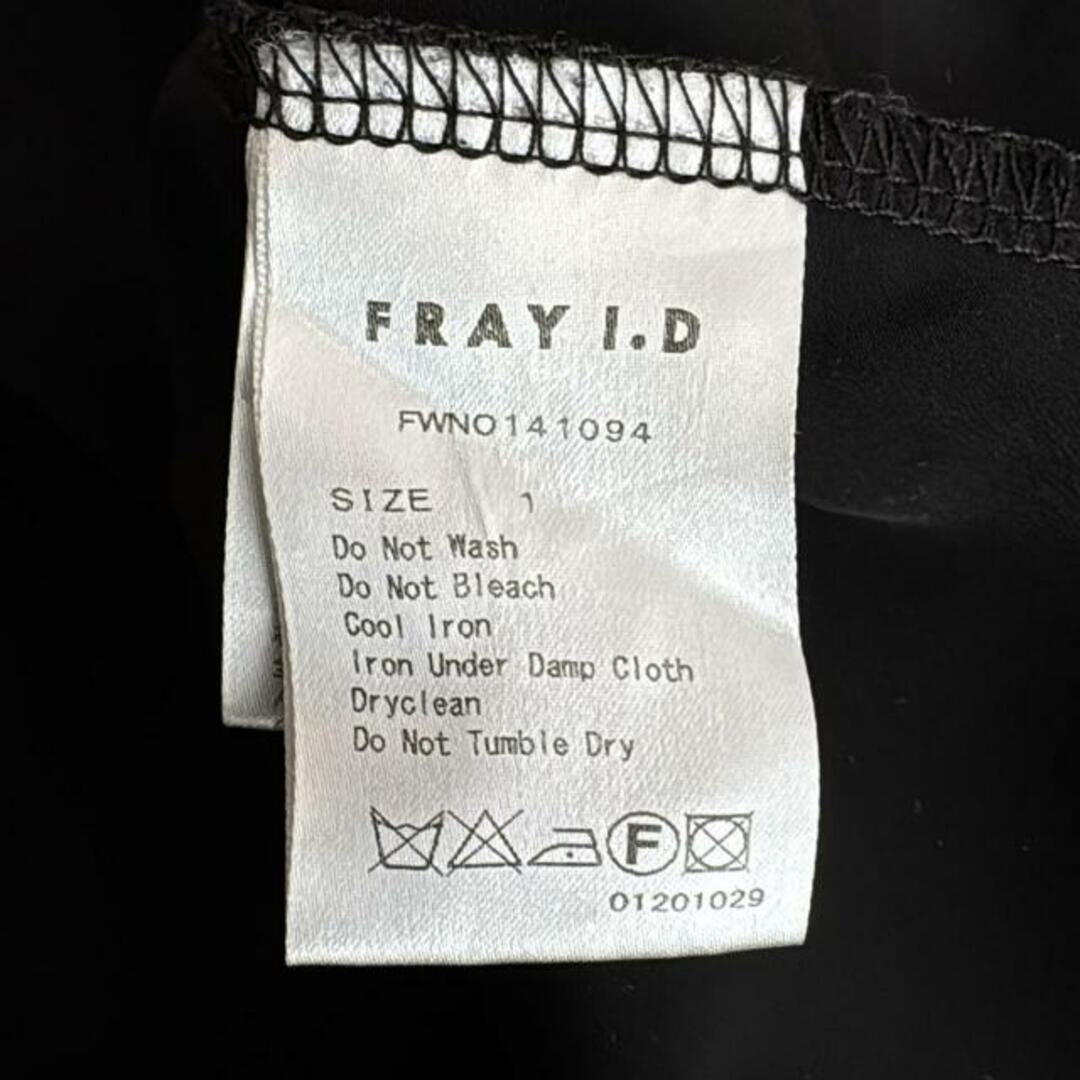 FRAY I.D
FWNO141094
SIZE 1
Do Not Wash
Do Not Bleach
Cool Iron
Iron Under Damp Cloth
Dryclean
Do Not Tumble Dry
F
01201029